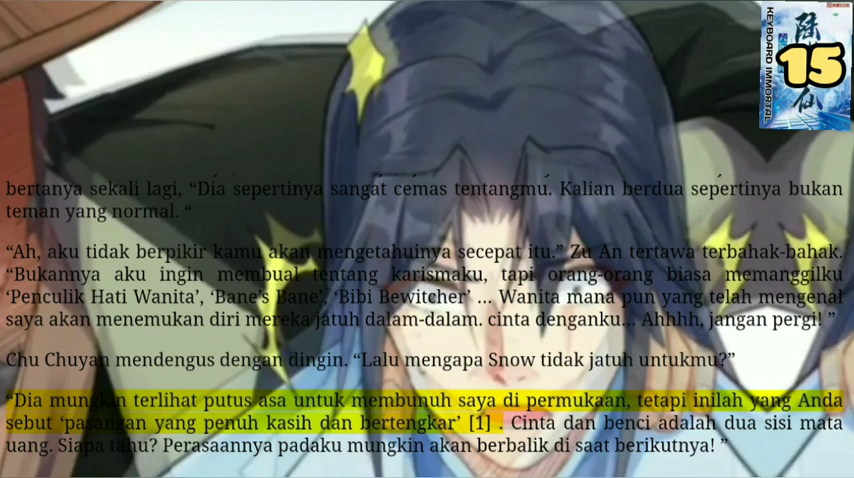 KEYBOARD IMMORTAL
15
bertanya sekali lagi, “Dia sepertinya sangat cemas tentangmu. Kalian berdua sepertinya bukan
teman yang normal. “
“Ah, aku tidak berpikir kamu akan mengetahuinya secepat itu.” Zu An tertawa terbahak-bahak.
“Bukannya aku ingin membual tentang karismaku, tapi orang-orang biasa memanggilku
‘Penculik Hati Wanita’, ‘Bane’s Bane’, ‘Bibi Bewitcher’ … Wanita mana pun yang telah mengenal
saya akan menemukan diri mereka jatuh dalam-dalam. cinta denganku… Ahhhh, jangan pergi! ”
Chu Chuyan mendengus dengan dingin. “Lalu mengapa Snow tidak jatuh untukmu?”
“Dia mungkin terlihat putus asa untuk membunuh saya di permukaan, tetapi inilah yang Anda
sebut ‘pasangan yang penuh kasih dan bertengkar’ [1] . Cinta dan benci adalah dua sisi mata
uang. Siapa tahu? Perasaannya padaku mungkin akan berbalik di saat berikutnya! ”